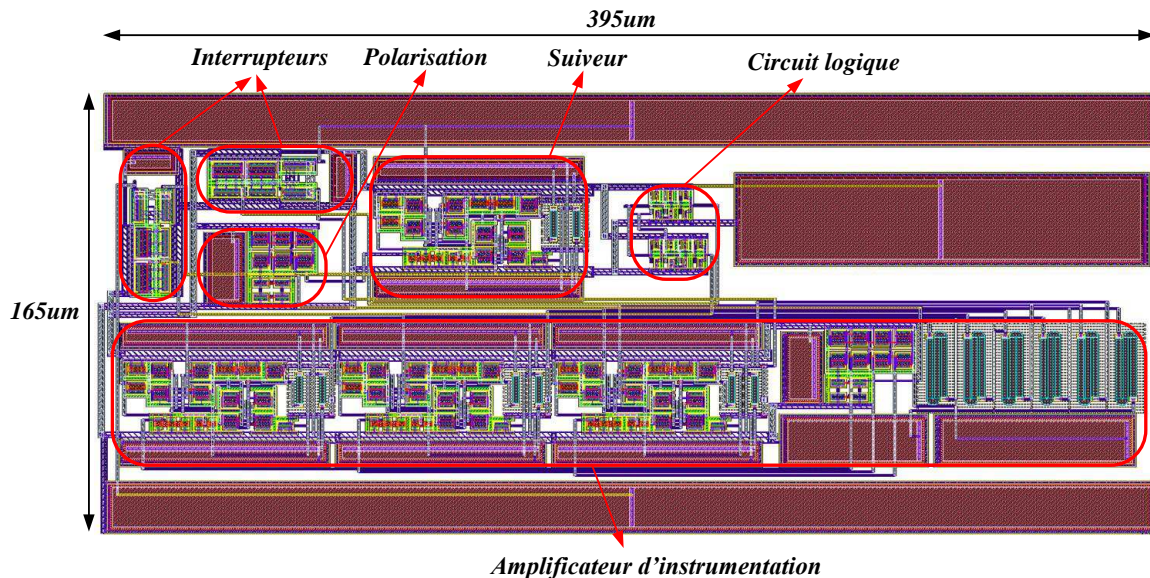 395um
Interrupteurs
Polarisation
Suiveur
Circuit logique
165um
Amplificateur d'instrumentation